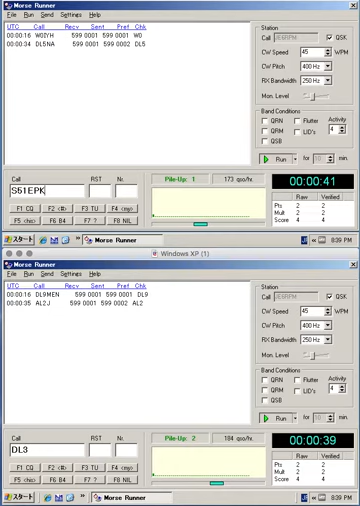 Morse Runner
File Run Send Settings Help
UTC Call Recv Sent Pref Chk
00:00:16 W0IYH 599 0001 599 0001 W0
00:00:34 DL5NA 599 0001 599 0002 DL5
Station
Call JE6RPM QSK
CW Speed 45 WPM
CW Pitch 400 Hz
RX Bandwidth 250 Hz
Mon. Level
Band Conditions
QRN Flutter Activity
QRM LID's 4
QSB
Run for 10 min.
Call RST Nr.
S51EPK
F1 CQ F2 <#> F3 TU F4 <my>
F5 <his> F6 B4 F7 ? F8 NIL
Pile-Up: 1 173 qso/hr.
00:00:41
Raw Verified
Pts 2 2
Mult 2 2
Score 4 4
スタート Morse Runner 8:39 PM
Windows XP (1)
Morse Runner
File Run Send Settings Help
UTC Call Recv Sent Pref Chk
00:00:16 DL9MEN 599 0001 599 0001 DL9
00:00:35 AL2J 599 0001 599 0002 AL2
Station
Call JE6RPM QSK
CW Speed 45 WPM
CW Pitch 400 Hz
RX Bandwidth 250 Hz
Mon. Level
Band Conditions
QRN Flutter Activity
QRM LID's 4
QSB
Run for 10 min.
Call RST Nr.
DL3
F1 CQ F2 <#> F3 TU F4 <my>
F5 <his> F6 B4 F7 ? F8 NIL
Pile-Up: 2 184 qso/hr.
00:00:39
Raw Verified
Pts 2 2
Mult 2 2
Score 4 4
スタート Morse Runner 8:39 PM